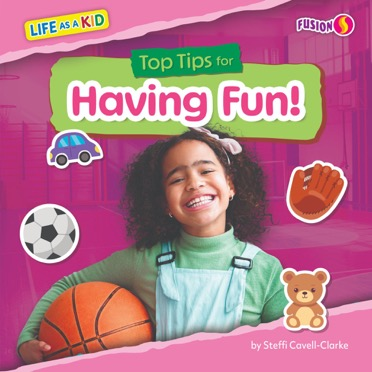 LIFE AS A KID
FUSION
Top Tips for
Having Fun!
by Steffi Cavell-Clarke